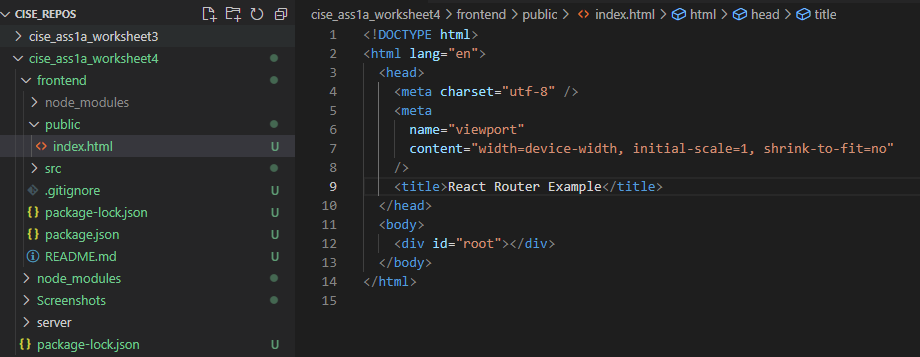 CISE_REPOS
cise_ass1a_worksheet3
cise_ass1a_worksheet4
frontend
node_modules
public
<> index.html U
src
.gitignore U
{} package-lock.json U
{} package.json U
README.md U
node_modules
Screenshots
server
{} package-lock.json U
cise_ass1a_worksheet4 > frontend > public > <> index.html > html > head > title
1 <!DOCTYPE html>
2 <html lang="en">
3 <head>
4 <meta charset="utf-8" />
5 <meta
6 name="viewport"
7 content="width=device-width, initial-scale=1, shrink-to-fit=no"
8 />
9 <title>React Router Example</title>
10 </head>
11 <body>
12 <div id="root"></div>
13 </body>
14 </html>
15